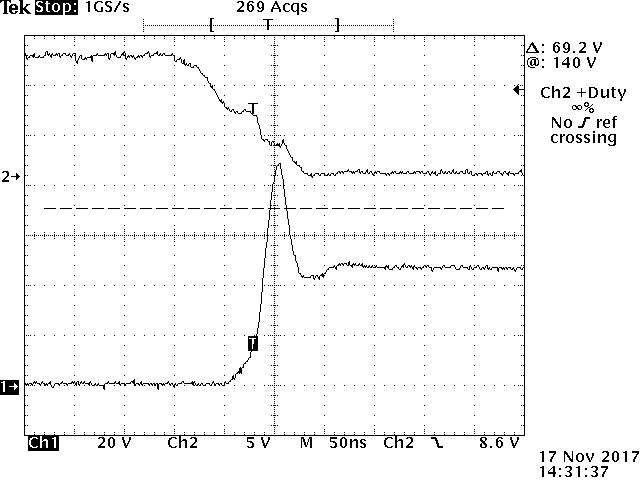 Tek Stop: 1GS/s 269 Acqs
[ T ]
Δ: 69.2 V
@: 140 V
Ch2 +Duty
∞%
No ƒ ref
crossing
T
2→
T
1→
Ch1 20 V Ch2 5 V M 50ns Ch2 8.6 V
17 Nov 2017
14:31:37